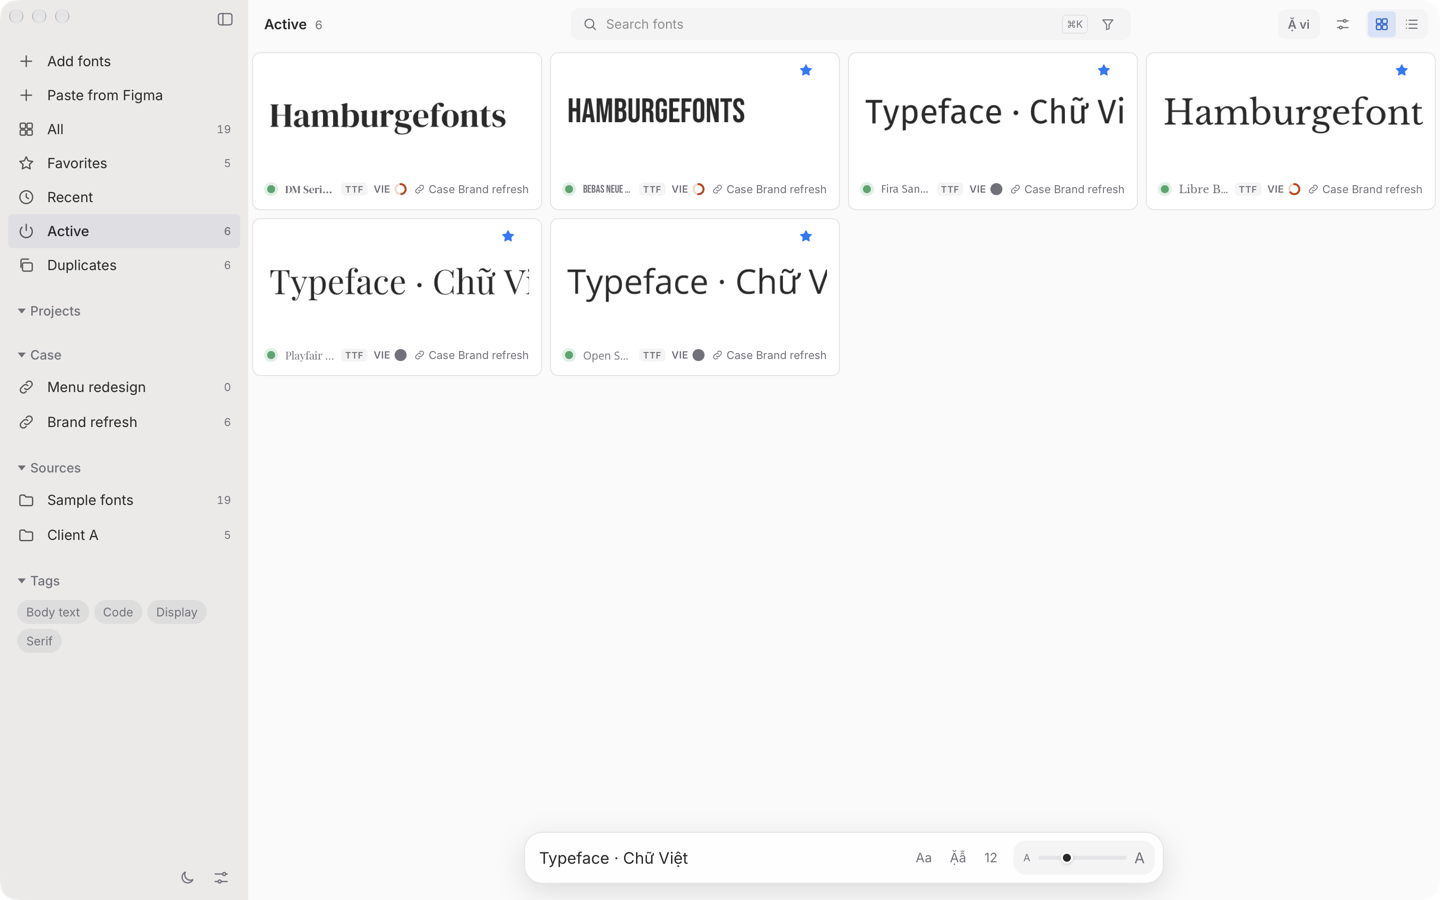 Add fonts
Paste from Figma
All 19
Favorites 5
Recent
Active 6
Duplicates 6
Projects
Case
Menu redesign 0
Brand refresh 6
Sources
Sample fonts 19
Client A 5
Tags
Body text Code Display
Serif
Active 6
Search fonts ⌘K
Ặ vi
Hamburgefonts
DM Seri... TTF VIE Case Brand refresh
HAMBURGEFONTS
BEBAS NEUE ... TTF VIE Case Brand refresh
Typeface · Chữ Vi
Fira San... TTF VIE Case Brand refresh
Hamburgefont
Libre B... TTF VIE Case Brand refresh
Typeface · Chữ Vi
Playfair ... TTF VIE Case Brand refresh
Typeface · Chữ V
Open S... TTF VIE Case Brand refresh
Typeface · Chữ Việt Aa Ặẫ 12 A A